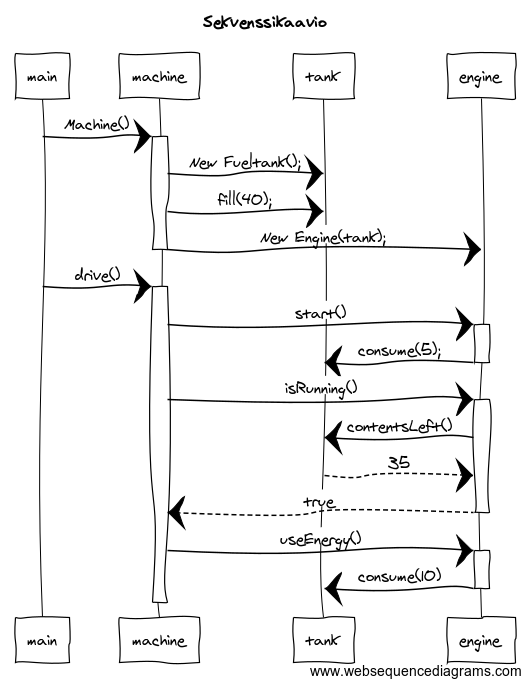 Sekvenssikaavio
main machine tank engine
Machine()
New Fueltank();
fill(40);
New Engine(tank);
drive()
start()
consume(5);
isRunning()
contentsLeft()
35
true
useEnergy()
consume(10)
main machine tank engine
www.websequencediagrams.com